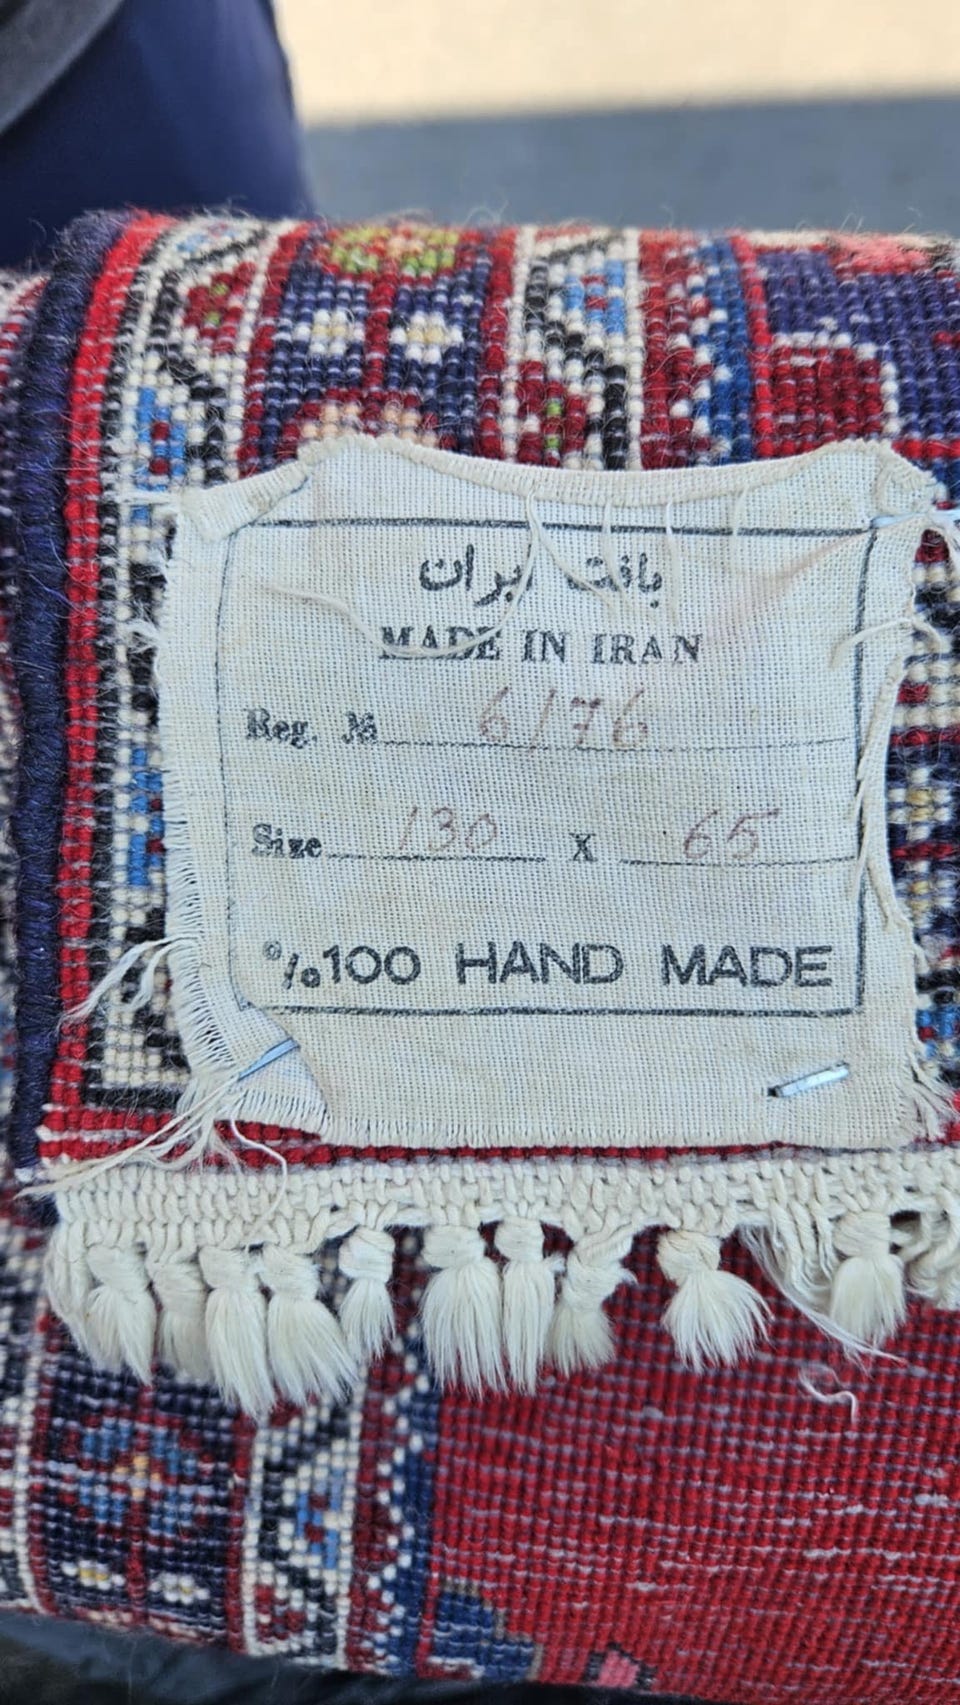 بافت ایران
MADE IN IRAN
Reg. № 6176
Size 130 X 65
%100 HAND MADE